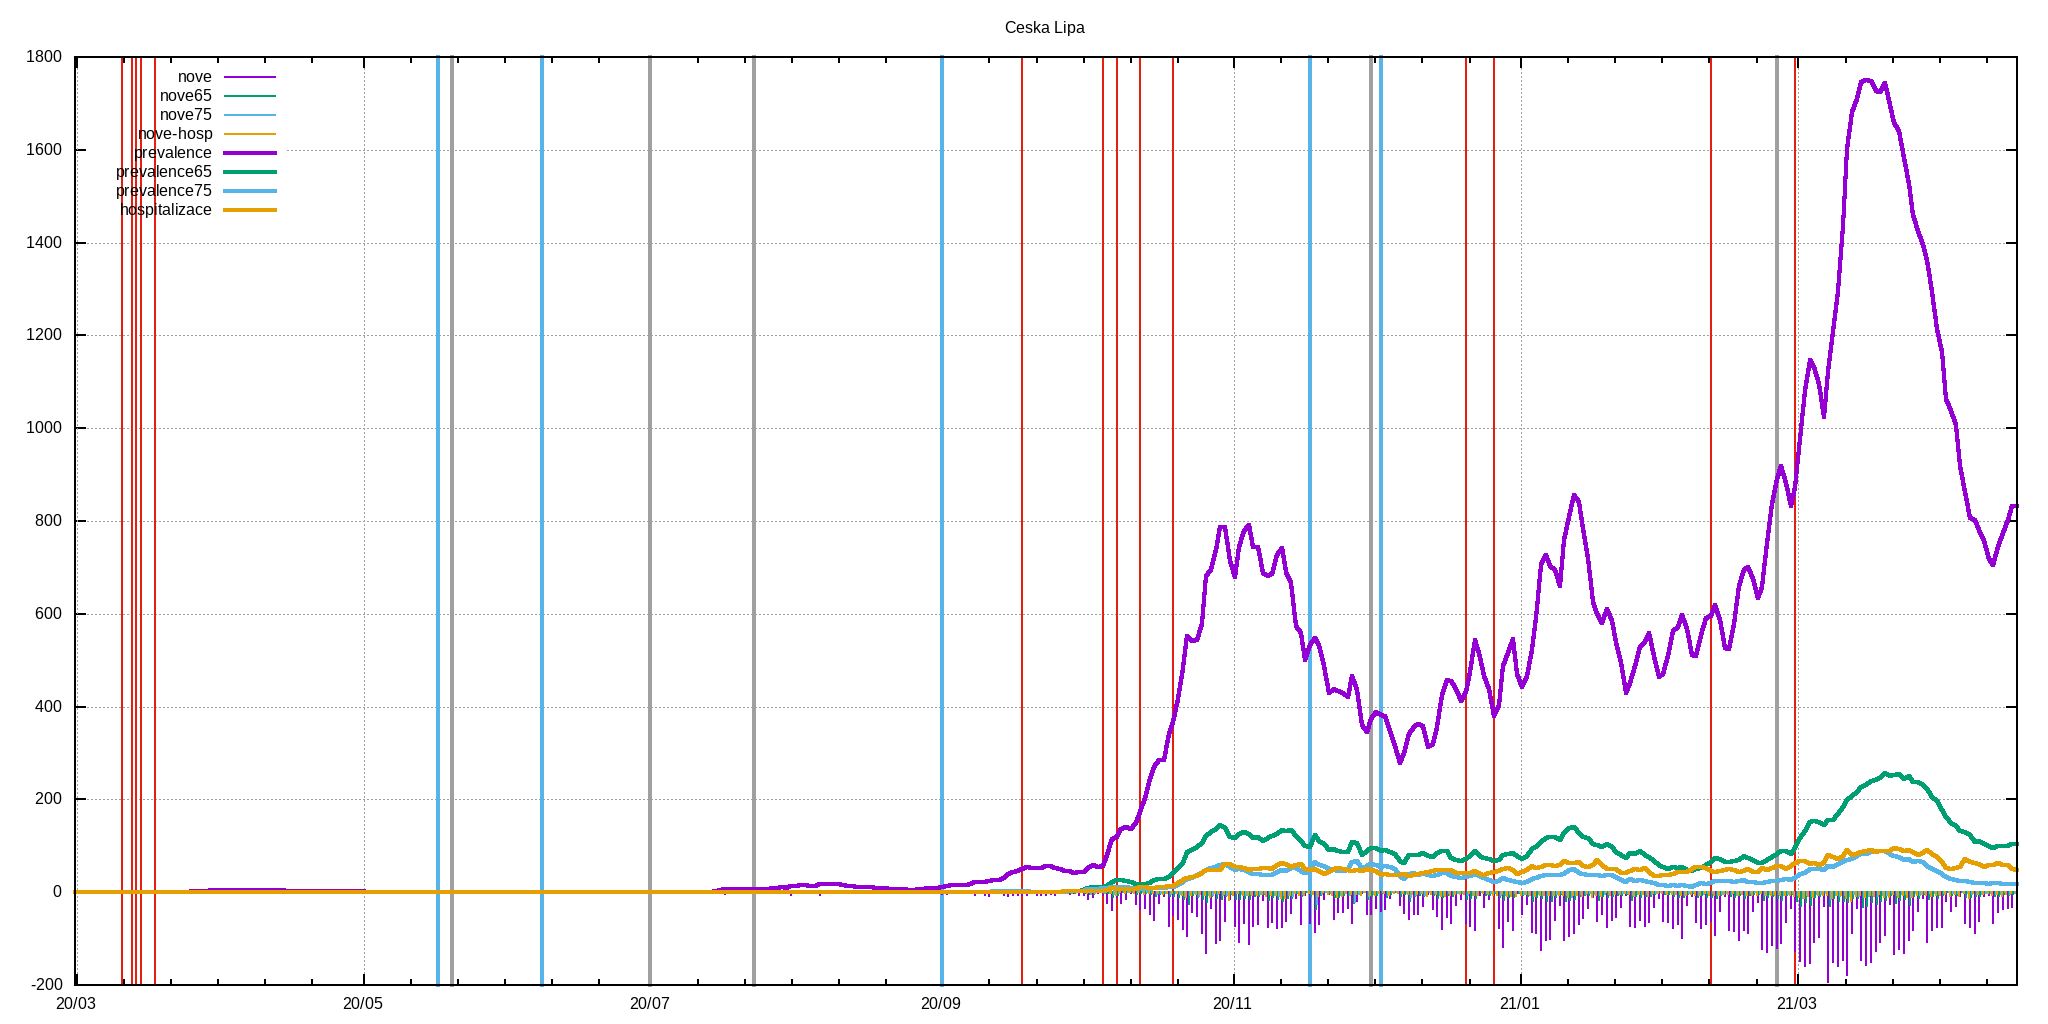 Ceska Lipa
1800
1600
1400
1200
1000
800
600
400
200
0
-200
nove
nove65
nove75
nove-hosp
prevalence
prevalence65
prevalence75
hospitalizace
20/03 20/05 20/07 20/09 20/11 21/01 21/03